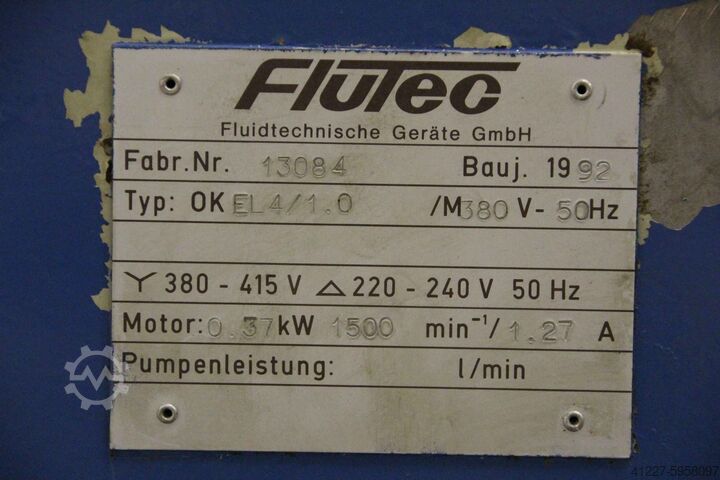 FLUTEC
Fluidtechnische Geräte GmbH
Fabr.Nr. 13084 Bauj. 1992
Typ: OK EL4/1.0 /M380 V- 50Hz
Y 380 - 415 V △ 220 - 240 V 50 Hz
Motor: 0.37kW 1500 min⁻¹/ 1.27 A
Pumpenleistung: l/min
41227-5958097